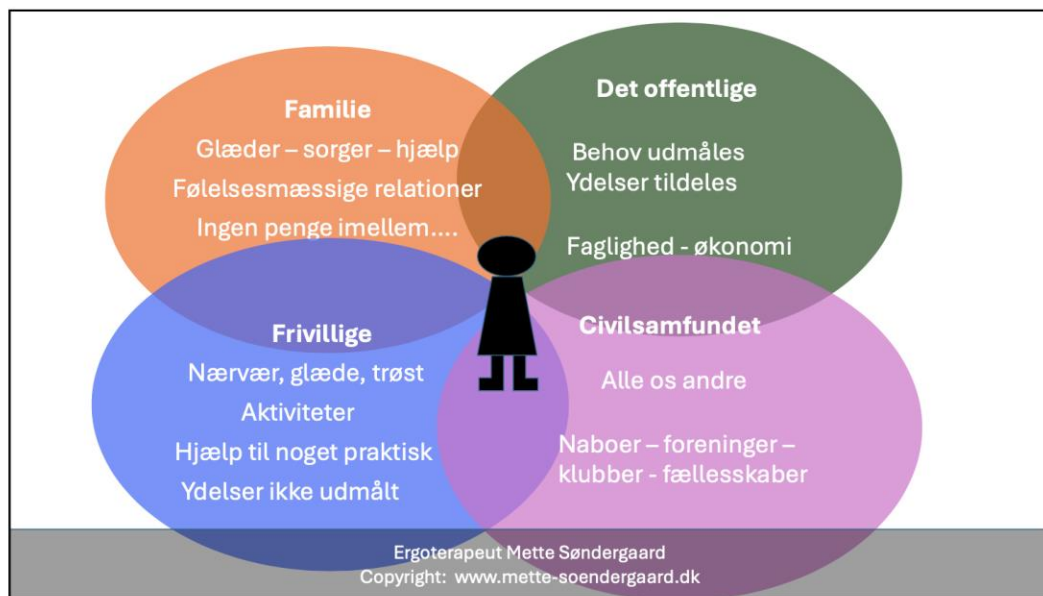 Familie
Glæder – sorger – hjælp
Følelsesmæssige relationer
Ingen penge imellem....
Det offentlige
Behov udmåles
Ydelser tildeles
Faglighed - økonomi
Frivillige
Nærvær, glæde, trøst
Aktiviteter
Hjælp til noget praktisk
Ydelser ikke udmålt
Civilsamfundet
Alle os andre
Naboer – foreninger –
klubber - fællesskaber
Ergoterapeut Mette Søndergaard
Copyright: www.mette-soendergaard.dk